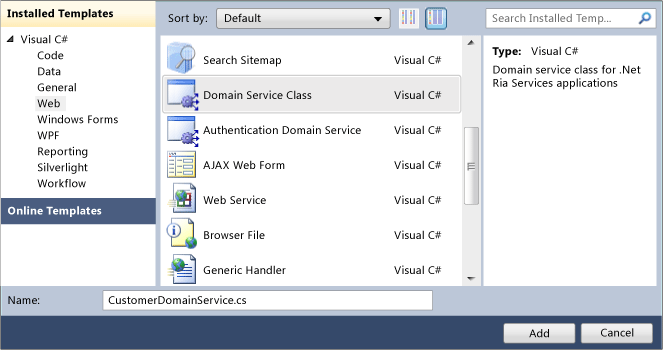 Installed Templates
Visual C#
Code
Data
General
Web
Windows Forms
WPF
Reporting
Silverlight
Workflow
Online Templates
Sort by: Default
Search Sitemap Visual C#
Domain Service Class Visual C#
Authentication Domain Service Visual C#
AJAX Web Form Visual C#
Web Service Visual C#
Browser File Visual C#
Generic Handler Visual C#
Search Installed Temp...
Type: Visual C#
Domain service class for .Net
Ria Services applications
Name: CustomerDomainService.cs
Add Cancel